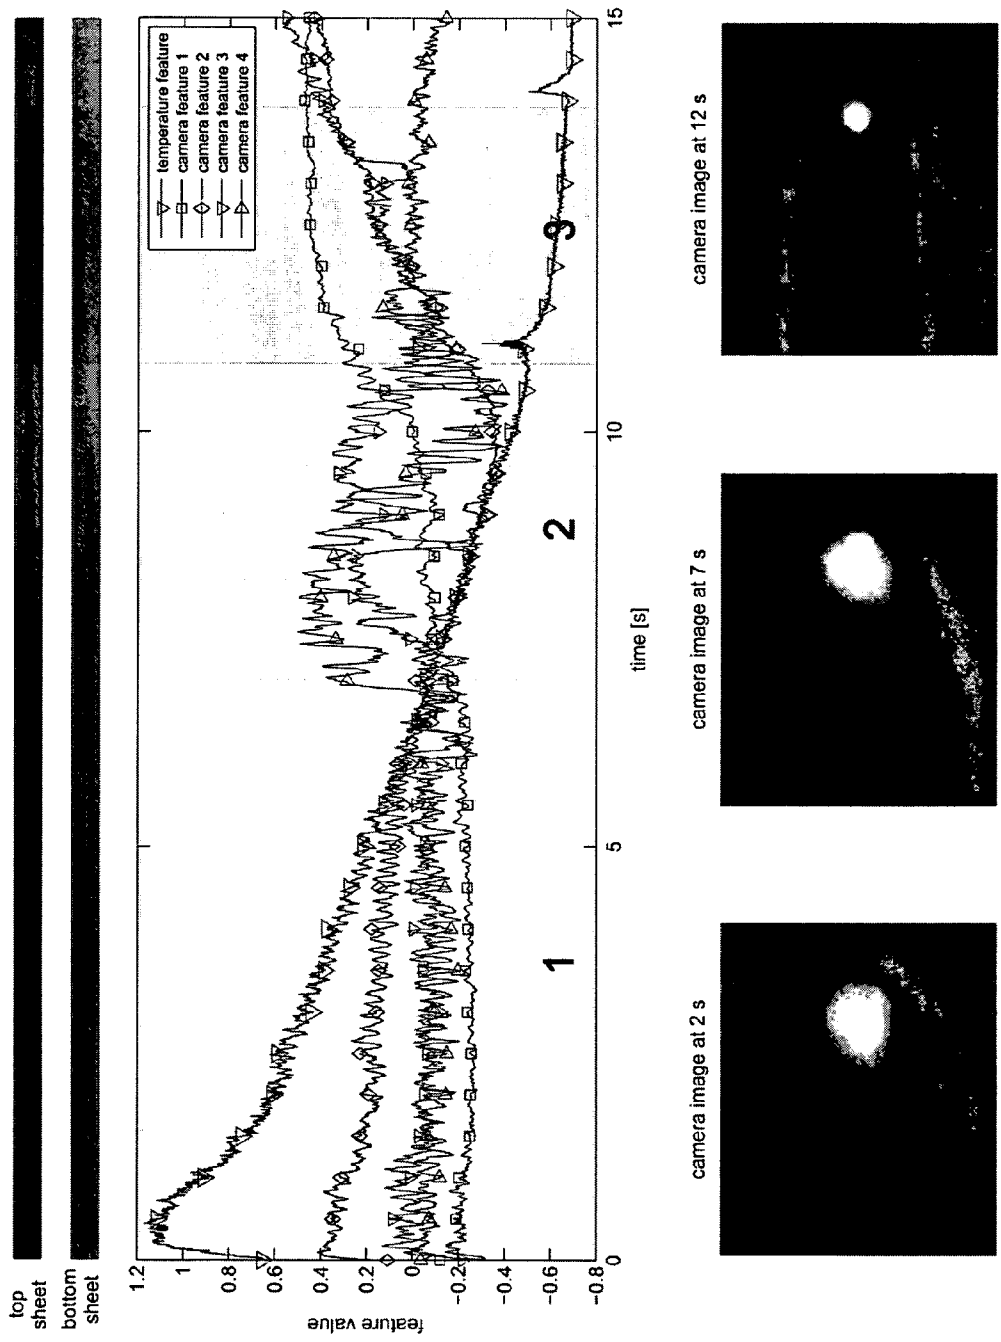 top
sheet
bottom
sheet
1.2
1
0.8
0.6
0.4
0.2
0
−0.2
−0.4
−0.6
−0.8
feature value
temperature feature
camera feature 1
camera feature 2
camera feature 3
camera feature 4
1
2
3
0
5
10
15
time [s]
camera image at 2 s
camera image at 7 s
camera image at 12 s